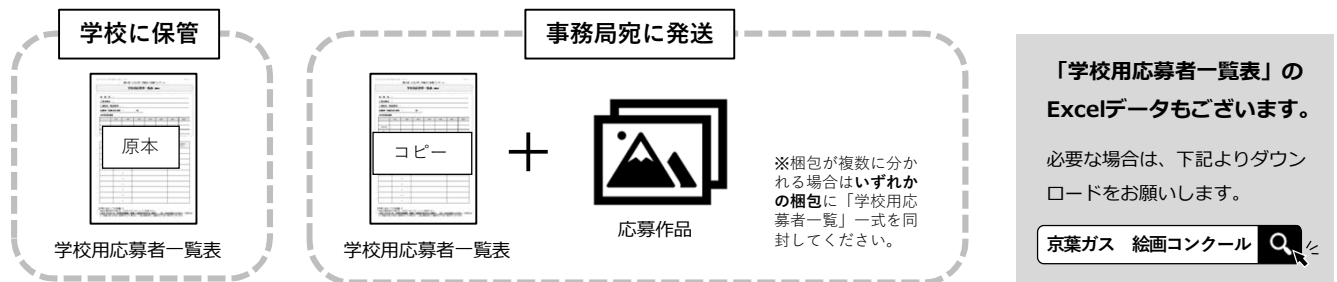 学校に保管
原本
学校用応募者一覧表
事務局宛に発送
コピー
学校用応募者一覧表
応募作品
※梱包が複数に分か
れる場合はいずれか
の梱包に「学校用応
募者一覧」一式を同
封してください。
「学校用応募者一覧表」の
Excelデータもございます。
必要な場合は、下記よりダウン
ロードをお願いします。
京葉ガス 絵画コンクール